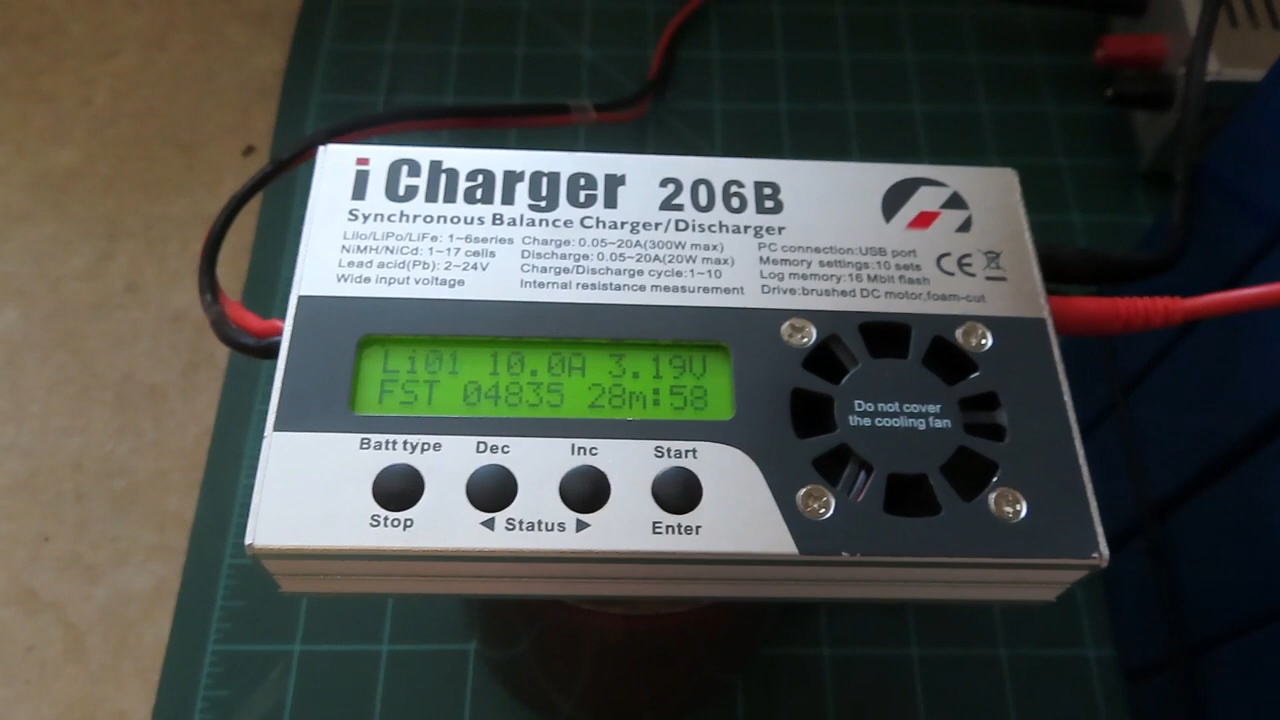 i Charger 206B
Synchronous Balance Charger/Discharger
LiIo/LiPo/LiFe: 1~6series
NiMH/NiCd: 1~17 cells
Lead acid(Pb): 2~24V
Wide input voltage
Charge: 0.05~20A(300W max)
Discharge: 0.05~20A(20W max)
Charge/Discharge cycle:1~10
Internal resistance measurement
PC connection:USB port
Memory settings:10 sets
Log memory:16 Mbit flash
Drive:brushed DC motor,foam-cut
CE
Li01 10.0A 3.19V
FST 04835 28m:58
Do not cover
the cooling fan
Batt type Dec Inc Start
Stop ◀ Status ▶ Enter